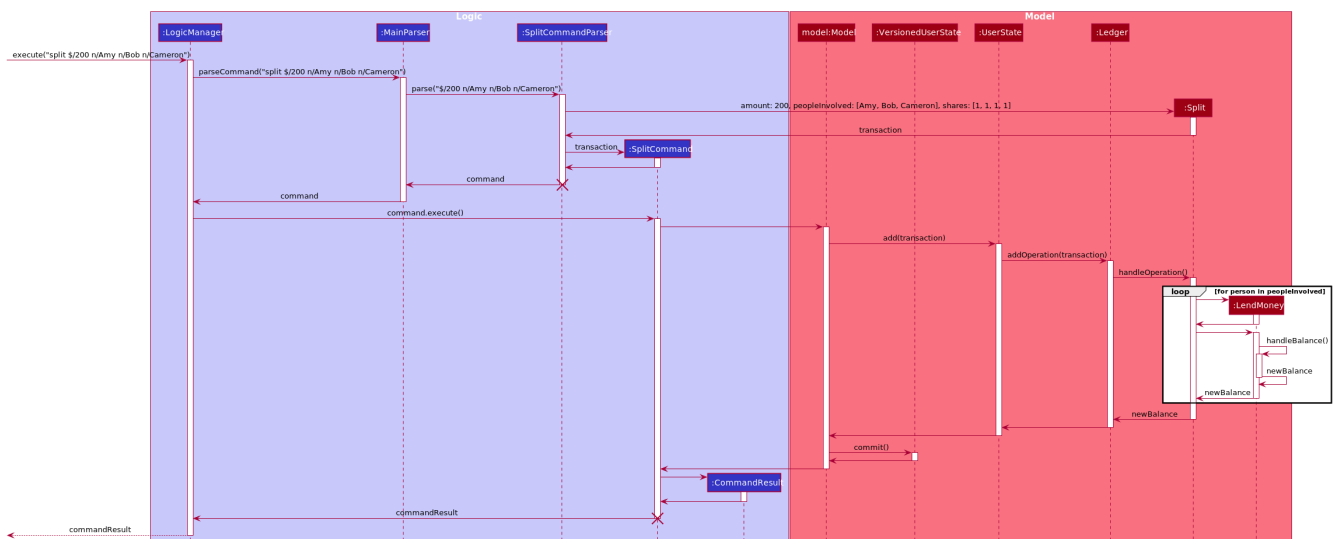 Logic
Model
:LogicManager
:MainParser
:SplitCommandParser
model:Model
:VersionedUserState
:UserState
:Ledger
execute("split $/200 n/Amy n/Bob n/Cameron")
parseCommand("split $/200 n/Amy n/Bob n/Cameron")
parse("$/200 n/Amy n/Bob n/Cameron")
amount: 200, peopleInvolved: [Amy, Bob, Cameron], shares: [1, 1, 1, 1]
:Split
transaction
transaction
:SplitCommand
command
command
command.execute()
add(transaction)
addOperation(transaction)
handleOperation()
loop
[for person in peopleInvolved]
:LendMoney
handleBalance()
newBalance
newBalance
newBalance
commit()
:CommandResult
commandResult
commandResult